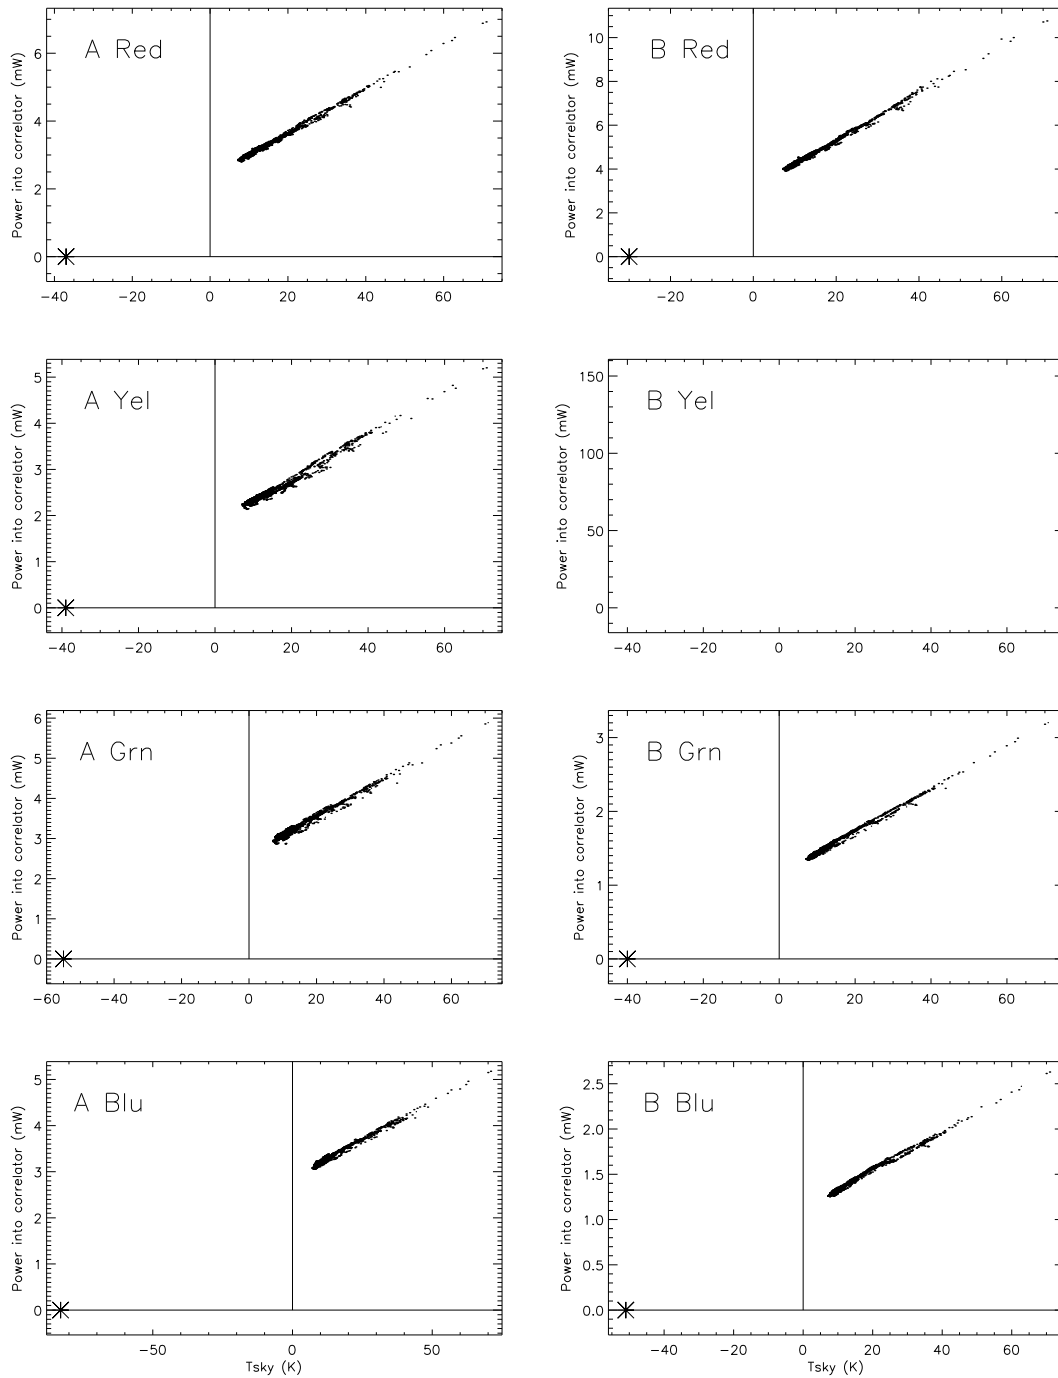 A Red
Power into correlator (mW)
6
4
2
0
−40 −20 0 20 40 60
B Red
Power into correlator (mW)
10
8
6
4
2
0
−20 0 20 40 60
A Yel
Power into correlator (mW)
5
4
3
2
1
0
−40 −20 0 20 40 60
B Yel
Power into correlator (mW)
150
100
50
0
−40 −20 0 20 40 60
A Grn
Power into correlator (mW)
6
5
4
3
2
1
0
−60 −40 −20 0 20 40 60
B Grn
Power into correlator (mW)
3
2
1
0
−40 −20 0 20 40 60
A Blu
Power into correlator (mW)
5
4
3
2
1
0
−50 0 50
Tsky (K)
B Blu
Power into correlator (mW)
2.5
2.0
1.5
1.0
0.5
0.0
−40 −20 0 20 40 60
Tsky (K)